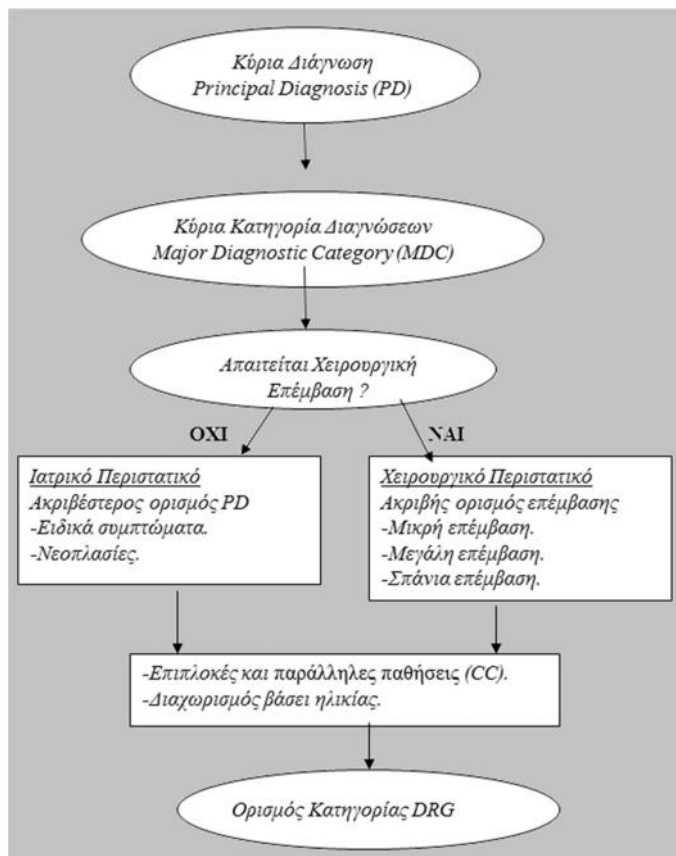 Κύρια Διάγνωση
Principal Diagnosis (PD)
Κύρια Κατηγορία Διαγνώσεων
Major Diagnostic Category (MDC)
Απαιτείται Χειρουργική
Επέμβαση ?
ΟΧΙ
ΝΑΙ
Ιατρικό Περιστατικό
Ακριβέστερος ορισμός PD
-Ειδικά συμπτώματα.
-Νεοπλασίες.
Χειρουργικό Περιστατικό
Ακριβής ορισμός επέμβασης
-Μικρή επέμβαση.
-Μεγάλη επέμβαση.
-Σπάνια επέμβαση.
-Επιπλοκές και παράλληλες παθήσεις (CC).
-Διαχωρισμός βάσει ηλικίας.
Ορισμός Κατηγορίας DRG